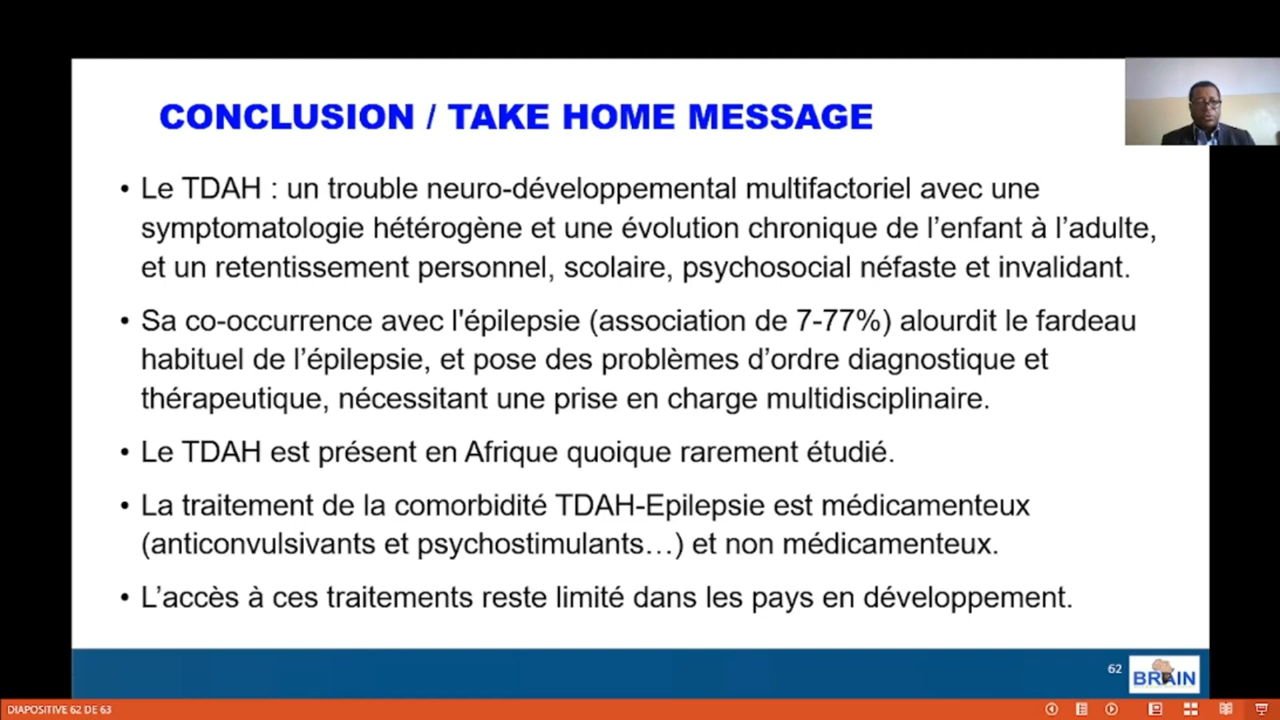 CONCLUSION / TAKE HOME MESSAGE
• Le TDAH : un trouble neuro-développemental multifactoriel avec une
symptomatologie hétérogène et une évolution chronique de l’enfant à l’adulte,
et un retentissement personnel, scolaire, psychosocial néfaste et invalidant.
• Sa co-occurrence avec l'épilepsie (association de 7-77%) alourdit le fardeau
habituel de l’épilepsie, et pose des problèmes d’ordre diagnostique et
thérapeutique, nécessitant une prise en charge multidisciplinaire.
• Le TDAH est présent en Afrique quoique rarement étudié.
• La traitement de la comorbidité TDAH-Epilepsie est médicamenteux
(anticonvulsivants et psychostimulants…) et non médicamenteux.
• L’accès à ces traitements reste limité dans les pays en développement.
62
BRAIN
DIAPOSITIVE 62 DE 63